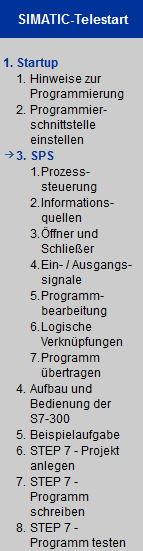 SIMATIC-Telestart
1. Startup
1. Hinweise zur
Programmierung
2. Programmier-
schnittstelle
einstellen
3. SPS
1.Prozess-
steuerung
2.Informations-
quellen
3.Öffner und
Schließer
4.Ein- / Ausgangs-
signale
5.Programm-
bearbeitung
6.Logische
Verknüpfungen
7.Programm
übertragen
4. Aufbau und
Bedienung der
S7-300
5. Beispielaufgabe
6. STEP 7 - Projekt
anlegen
7. STEP 7 -
Programm
schreiben
8. STEP 7 -
Programm testen